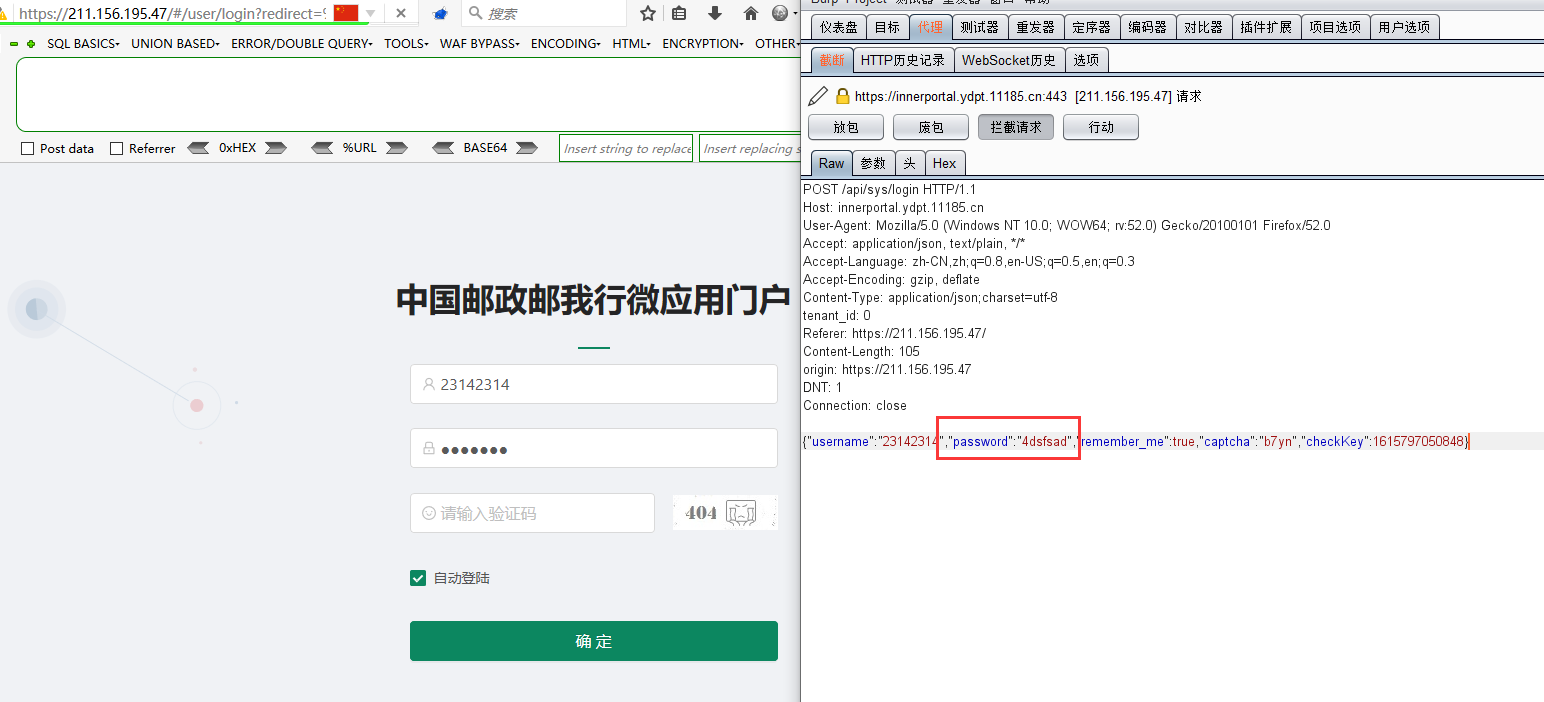 https://211.156.195.47/#/user/login?redirect=
搜索
SQL BASICS
UNION BASED
ERROR/DOUBLE QUERY
TOOLS
WAF BYPASS
ENCODING
HTML
ENCRYPTION
OTHER
Post data
Referrer
0xHEX
%URL
BASE64
Insert string to replace
Insert replacing s
中国邮政邮我行微应用门户
23142314
●●●●●●●
请输入验证码
404
自动登陆
确 定
Burp Project 测试器 重发器 窗口 帮助
仪表盘
目标
代理
测试器
重发器
定序器
编码器
对比器
插件扩展
项目选项
用户选项
截断
HTTP历史记录
WebSocket历史
选项
https://innerportal.ydpt.11185.cn:443 [211.156.195.47] 请求
放包
废包
拦截请求
行动
Raw
参数
头
Hex
POST /api/sys/login HTTP/1.1
Host: innerportal.ydpt.11185.cn
User-Agent: Mozilla/5.0 (Windows NT 10.0; WOW64; rv:52.0) Gecko/20100101 Firefox/52.0
Accept: application/json, text/plain, */*
Accept-Language: zh-CN,zh;q=0.8,en-US;q=0.5,en;q=0.3
Accept-Encoding: gzip, deflate
Content-Type: application/json;charset=utf-8
tenant_id: 0
Referer: https://211.156.195.47/
Content-Length: 105
origin: https://211.156.195.47
DNT: 1
Connection: close
{"username":"23142314","password":"4dsfsad","remember_me":true,"captcha":"b7yn","checkKey":1615797050848}